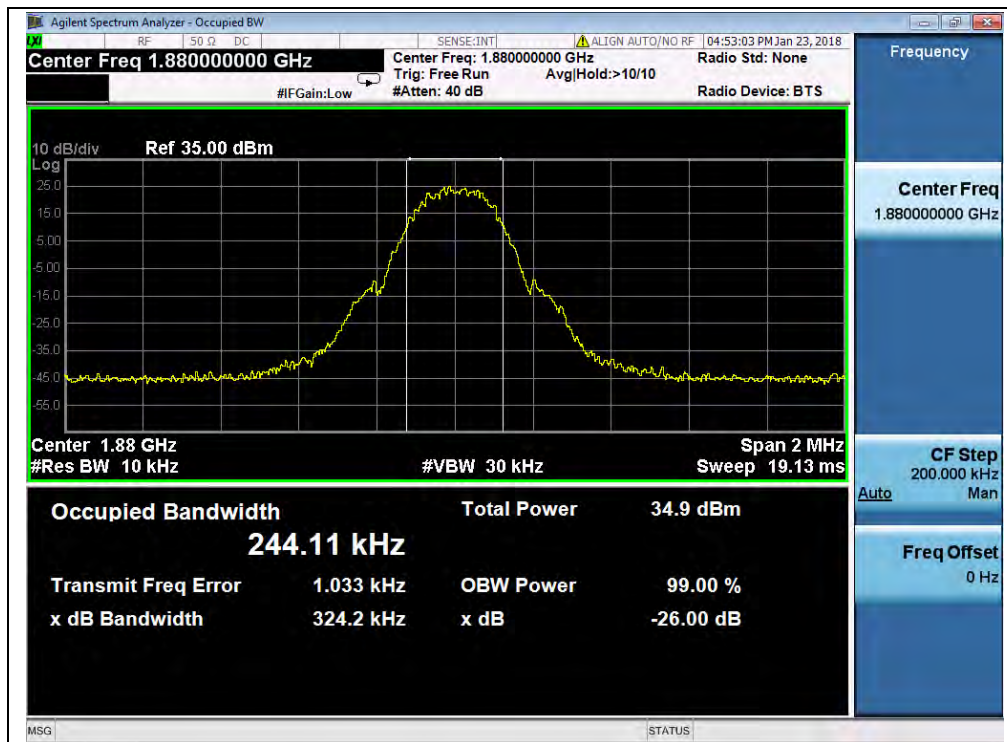 Agilent Spectrum Analyzer - Occupied BW
LXI RF 50 Ω DC SENSE:INT ALIGN AUTO/NO RF 04:53:03 PM Jan 23, 2018
Center Freq 1.880000000 GHz
Center Freq: 1.880000000 GHz
Radio Std: None
Trig: Free Run Avg|Hold:>10/10
#IFGain:Low #Atten: 40 dB Radio Device: BTS
10 dB/div Ref 35.00 dBm
Log
25.0
15.0
5.00
-5.00
-15.0
-25.0
-35.0
-45.0
-55.0
Center 1.88 GHz Span 2 MHz
#Res BW 10 kHz #VBW 30 kHz Sweep 19.13 ms
Occupied Bandwidth Total Power 34.9 dBm
244.11 kHz
Transmit Freq Error 1.033 kHz OBW Power 99.00 %
x dB Bandwidth 324.2 kHz x dB -26.00 dB
Frequency
Center Freq
1.880000000 GHz
CF Step
200.000 kHz
Auto Man
Freq Offset
0 Hz
MSG STATUS